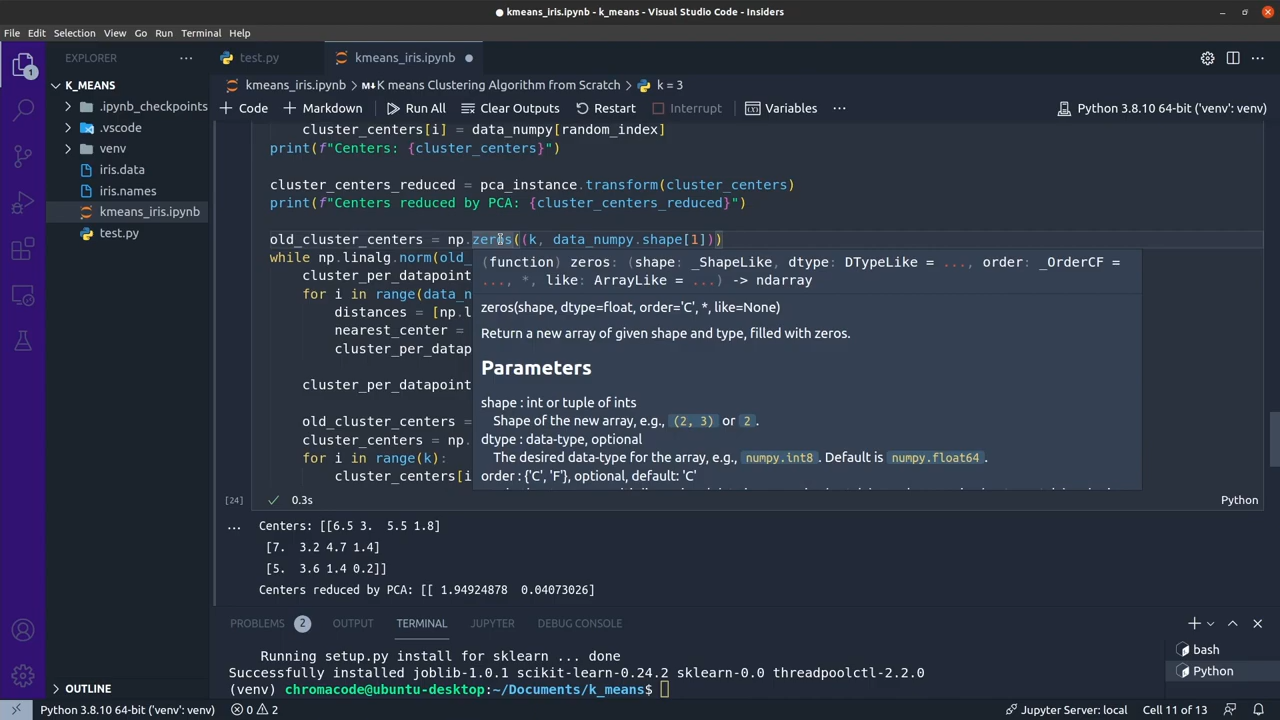 kmeans_iris.ipynb - k_means - Visual Studio Code - Insiders
File Edit Selection View Go Run Terminal Help
EXPLORER
test.py
kmeans_iris.ipynb
1
K_MEANS
.ipynb_checkpoints
.vscode
venv
iris.data
iris.names
kmeans_iris.ipynb
test.py
OUTLINE
kmeans_iris.ipynb > M↓K means Clustering Algorithm from Scratch > k = 3
+ Code + Markdown Run All Clear Outputs Restart Interrupt Variables ··· Python 3.8.10 64-bit ('venv': venv)
cluster_centers[i] = data_numpy[random_index]
print(f"Centers: {cluster_centers}")
cluster_centers_reduced = pca_instance.transform(cluster_centers)
print(f"Centers reduced by PCA: {cluster_centers_reduced}")
old_cluster_centers = np.zeros((k, data_numpy.shape[1]))
while np.linalg.norm(old_
cluster_per_datapoint
for i in range(data_n
distances = [np.l
nearest_center =
cluster_per_datap
cluster_per_datapoint
old_cluster_centers =
cluster_centers = np.
for i in range(k):
cluster_centers[i
(function) zeros: (shape: _ShapeLike, dtype: DTypeLike = ..., order: _OrderCF =
..., *, like: ArrayLike = ...) -> ndarray
zeros(shape, dtype=float, order='C', *, like=None)
Return a new array of given shape and type, filled with zeros.
Parameters
shape : int or tuple of ints
Shape of the new array, e.g., (2, 3) or 2.
dtype : data-type, optional
The desired data-type for the array, e.g., numpy.int8. Default is numpy.float64.
order : {'C', 'F'}, optional, default: 'C'
[24] ✓ 0.3s Python
··· Centers: [[6.5 3. 5.5 1.8]
[7. 3.2 4.7 1.4]
[5. 3.6 1.4 0.2]]
Centers reduced by PCA: [[ 1.94924878 0.04073026]
PROBLEMS 2 OUTPUT TERMINAL JUPYTER DEBUG CONSOLE
Running setup.py install for sklearn ... done
Successfully installed joblib-1.0.1 scikit-learn-0.24.2 sklearn-0.0 threadpoolctl-2.2.0
(venv) chromacode@ubuntu-desktop:~/Documents/k_means$
bash
Python
Python 3.8.10 64-bit ('venv': venv) 0 2 Jupyter Server: local Cell 11 of 13